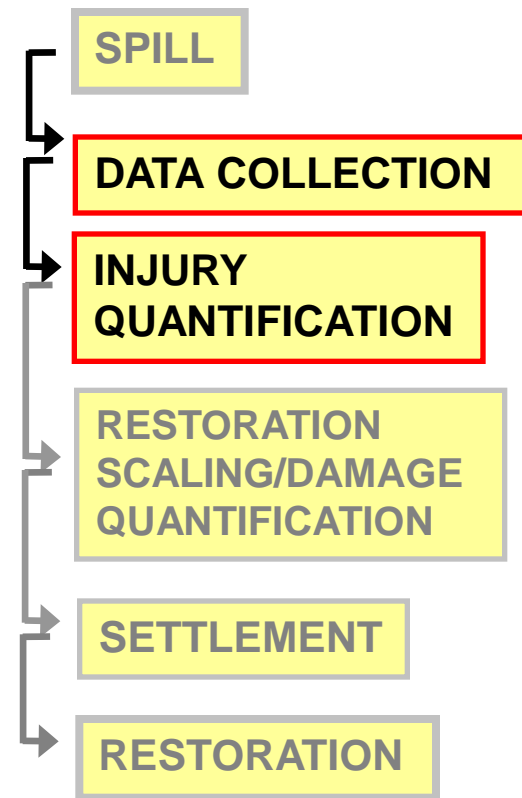 SPILL
DATA COLLECTION
INJURY
QUANTIFICATION
RESTORATION
SCALING/DAMAGE
QUANTIFICATION
SETTLEMENT
RESTORATION